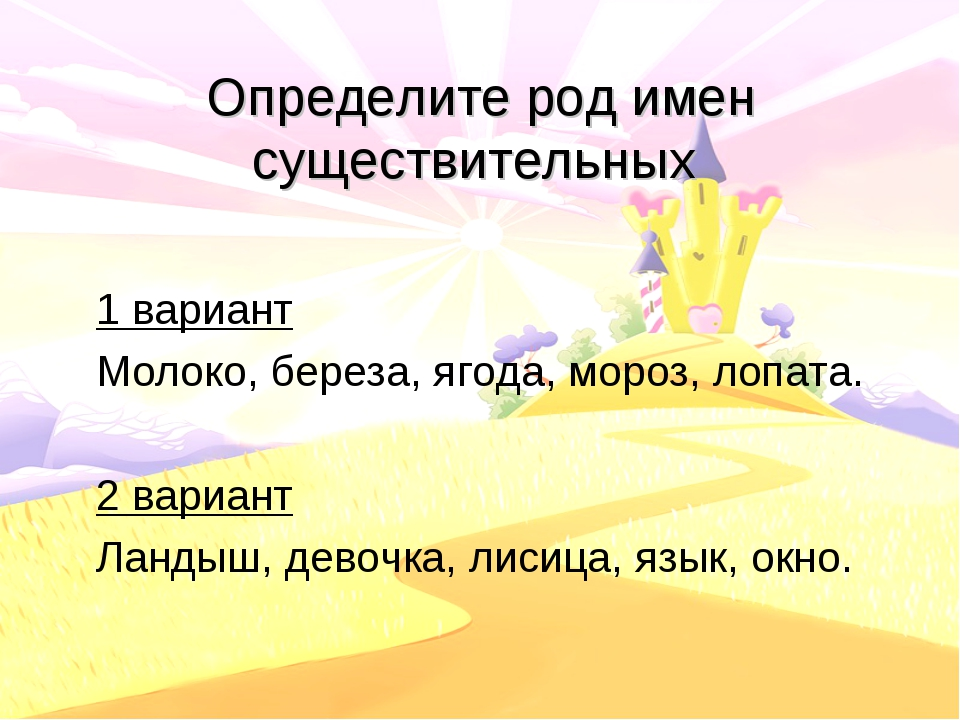 Определите род имен
существительных
1 вариант
Молоко, береза, ягода, мороз, лопата.
2 вариант
Ландыш, девочка, лисица, язык, окно.